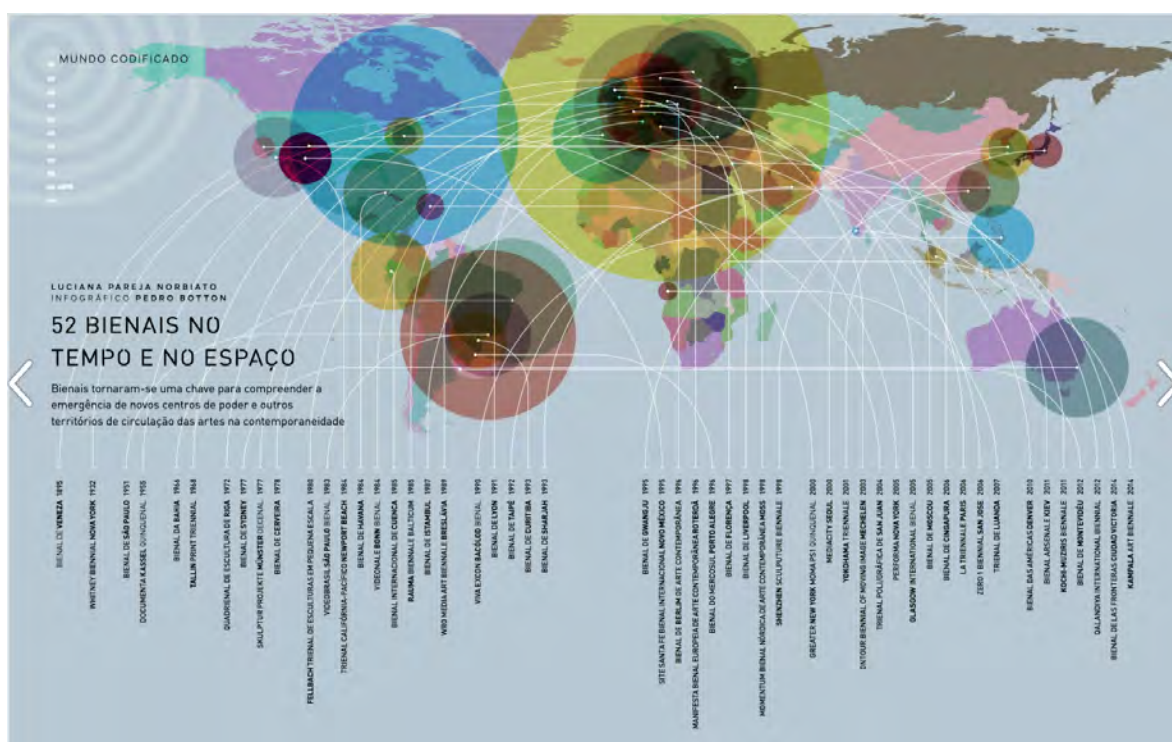 MUNDO CODIFICADO
LUCIANA PAREJA NORBIATO
INFOGRÁFICO PEDRO BOTTON
52 BIENAIS NO
TEMPO E NO ESPAÇO
Bienais tornaram-se uma chave para compreender a
emergência de novos centros de poder e outros
territórios de circulação das artes na contemporaneidade
BIENAL DE VENEZA 1895
WHITNEY BIENNIAL NOVA YORK 1932
BIENAL DE SÃO PAULO 1951
DOCUMENTA KASSEL QUINQUENAL 1955
BIENAL DA BAHIA 1966
TALLIN PRINT TRIENNIAL 1968
QUADRIENAL DE ESCULTURA DE RIGA 1972
BIENAL DE SYDNEY 1977
SKULPTUR PROJEKTE MÜNSTER DECENAL 1977
BIENAL DE CERVEIRA 1978
FELLBACH TRIENAL DE ESCULTURAS EM PEQUENA ESCALA 1980
VIDEOBRASIL SÃO PAULO BIENAL 1983
TRIENAL CALIFÓRNIA-PACÍFICO NEWPORT BEACH 1984
BIENAL DE HAVANA 1984
VIDEONALE BONN BIENAL 1984
BIENAL INTERNACIONAL DE CUENCA 1985
RAUMA BIENNALE BALTICUM 1985
BIENAL DE ISTAMBUL 1987
WRO MEDIA ART BIENNALE BRESLÁVIA 1989
VIVA EXCON BACÓLOD BIENAL 1990
BIENAL DE LYON 1991
BIENAL DE TAIPÉ 1992
BIENAL DE CURITIBA 1993
BIENAL DE SHARJAH 1993
BIENAL DE GWANGJU 1995
SITE SANTA FE BIENAL INTERNACIONAL NOVO MÉXICO 1995
BIENAL DE BERLIM DE ARTE CONTEMPORÂNEA 1996
MANIFESTA BIENAL EUROPEIA DE ARTE CONTEMPORÂNEA ROTERDÃ 1996
BIENAL DO MERCOSUL PORTO ALEGRE 1996
BIENAL DE FLORENÇA 1997
BIENAL DE LIVERPOOL 1998
MOMENTUM BIENAL NÓRDICA DE ARTE CONTEMPORÂNEA MOSS 1998
SHENZHEN SCULPTURE BIENNALE 1998
GREATER NEW YORK MOMA PS1 QUINQUENAL 2000
MEDIACITY SEOUL 2000
YOKOHAMA TRIENNALE 2001
CONTOUR BIENNIAL OF MOVING IMAGE MECHELEN 2003
TRIENAL POLIGRÁFICA DE SAN JUAN 2004
PERFORMA NOVA YORK 2005
GLASGOW INTERNATIONAL BIENAL 2005
BIENAL DE MOSCOU 2005
BIENAL DE CINGAPURA 2006
LA TRIENNALE PARIS 2006
ZERO 1 BIENNIAL SAN JOSE 2006
TRIENAL DE LUANDA 2007
BIENAL DAS AMÉRICAS DENVER 2010
BIENAL ARSENALE KIEV 2011
KOCHI-MUZIRIS BIENNALE 2011
BIENAL DE MONTEVIDÉU 2012
QALANDIYA INTERNATIONAL BIENNIAL 2012
BIENAL DE LAS FRONTERAS CIUDAD VICTORIA 2014
KAMPALA ART BIENNALE 2014